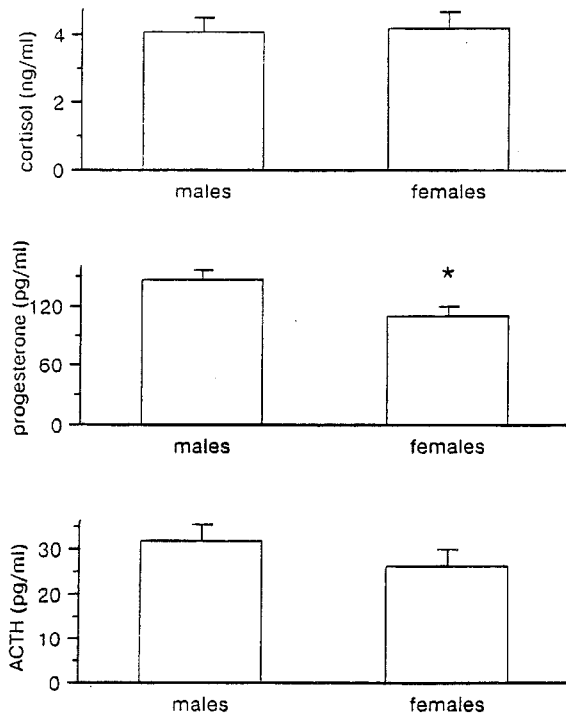 cortisol (ng/ml)
4
2
0
males
females
progesterone (pg/ml)
120
60
0
*
males
females
ACTH (pg/ml)
30
20
10
0
males
females